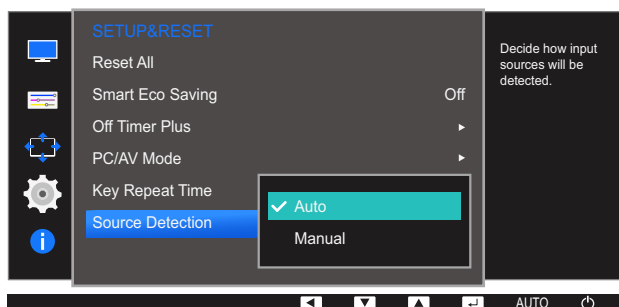 SETUP&RESET
Reset All
Smart Eco Saving Off
Off Timer Plus
PC/AV Mode
Key Repeat Time
Source Detection
Auto
Manual
Decide how input
sources will be
detected.
AUTO